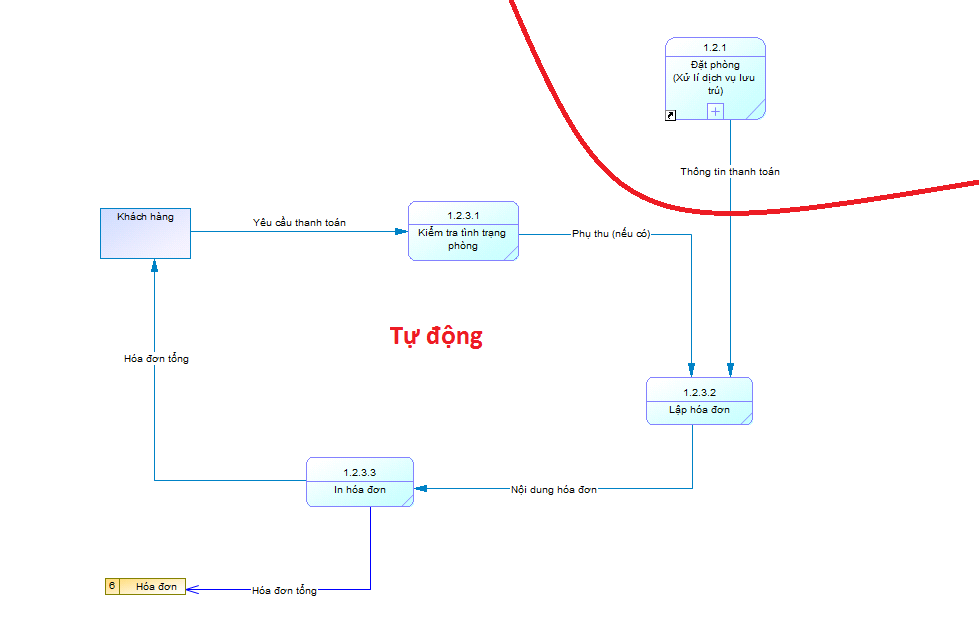 1.2.1
Đặt phòng
(Xử lí dịch vụ lưu
trú)
Thông tin thanh toán
Khách hàng
Yêu cầu thanh toán
1.2.3.1
Kiểm tra tình trạng
phòng
Phụ thu (nếu có)
Tự động
Hóa đơn tổng
1.2.3.2
Lập hóa đơn
1.2.3.3
In hóa đơn
Nội dung hóa đơn
6 Hóa đơn
Hóa đơn tổng